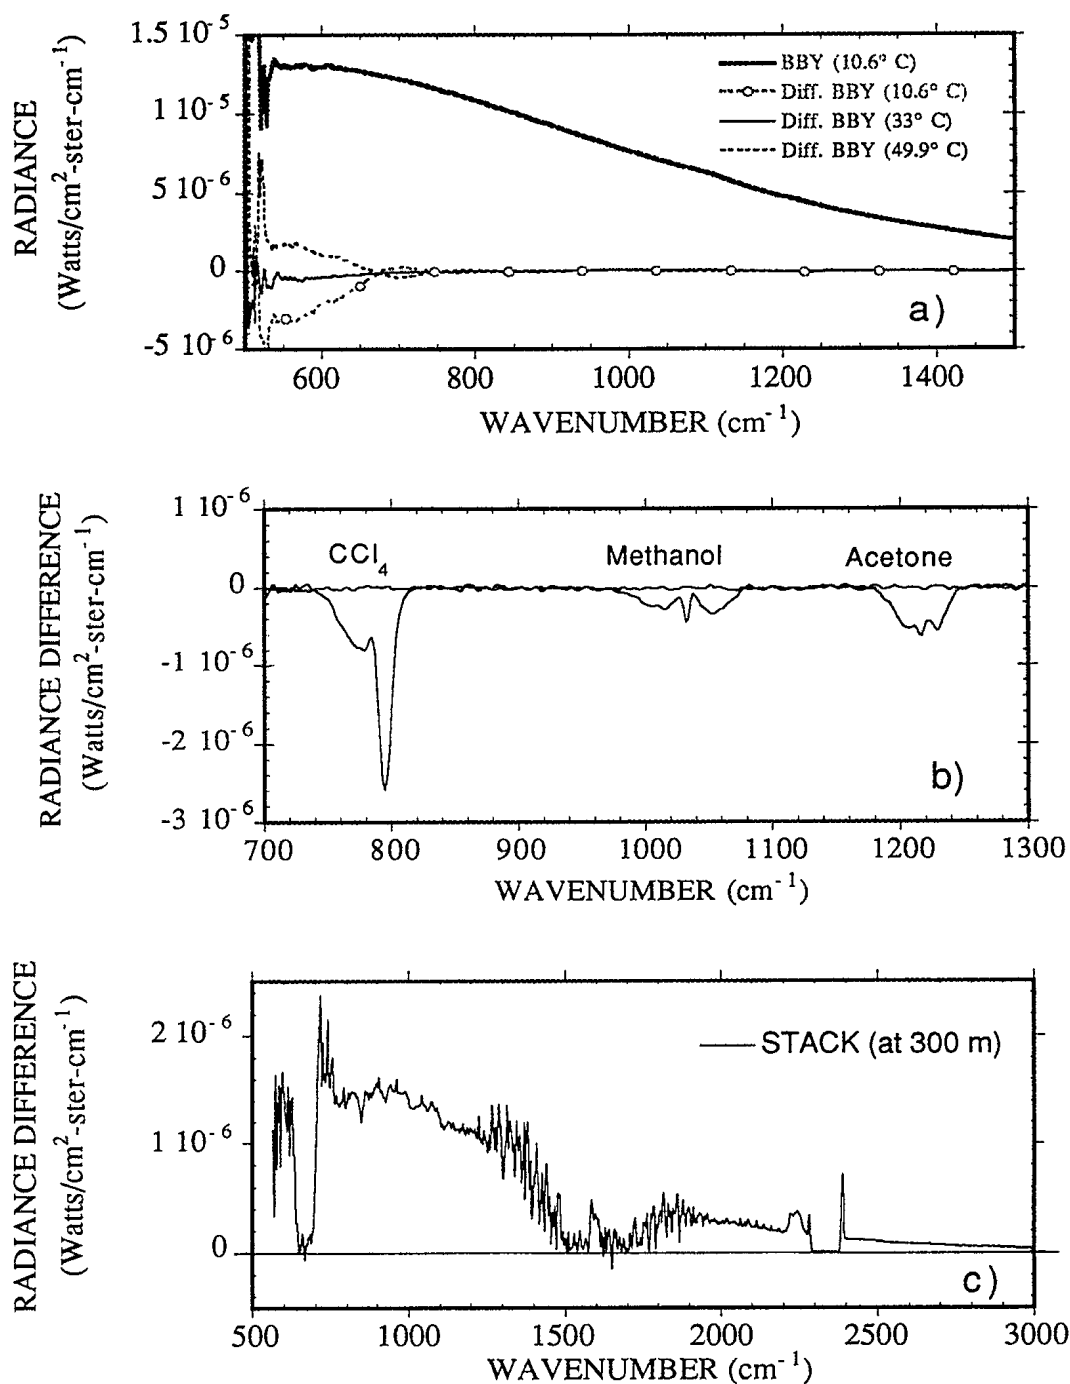 RADIANCE
(Watts/cm²-ster-cm⁻¹)
1.5 10⁻⁵
1 10⁻⁵
5 10⁻⁶
0
-5 10⁻⁶
BBY (10.6° C)
Diff. BBY (10.6° C)
Diff. BBY (33° C)
Diff. BBY (49.9° C)
a)
600 800 1000 1200 1400
WAVENUMBER (cm⁻¹)
RADIANCE DIFFERENCE
(Watts/cm²-ster-cm⁻¹)
1 10⁻⁶
0
-1 10⁻⁶
-2 10⁻⁶
-3 10⁻⁶
CCl₄ Methanol Acetone
b)
700 800 900 1000 1100 1200 1300
WAVENUMBER (cm⁻¹)
RADIANCE DIFFERENCE
(Watts/cm²-ster-cm⁻¹)
2 10⁻⁶
1 10⁻⁶
0
STACK (at 300 m)
c)
500 1000 1500 2000 2500 3000
WAVENUMBER (cm⁻¹)